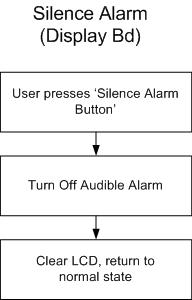 Silence Alarm
(Display Bd)
User presses ‘Silence Alarm
Button’
Turn Off Audible Alarm
Clear LCD, return to
normal state